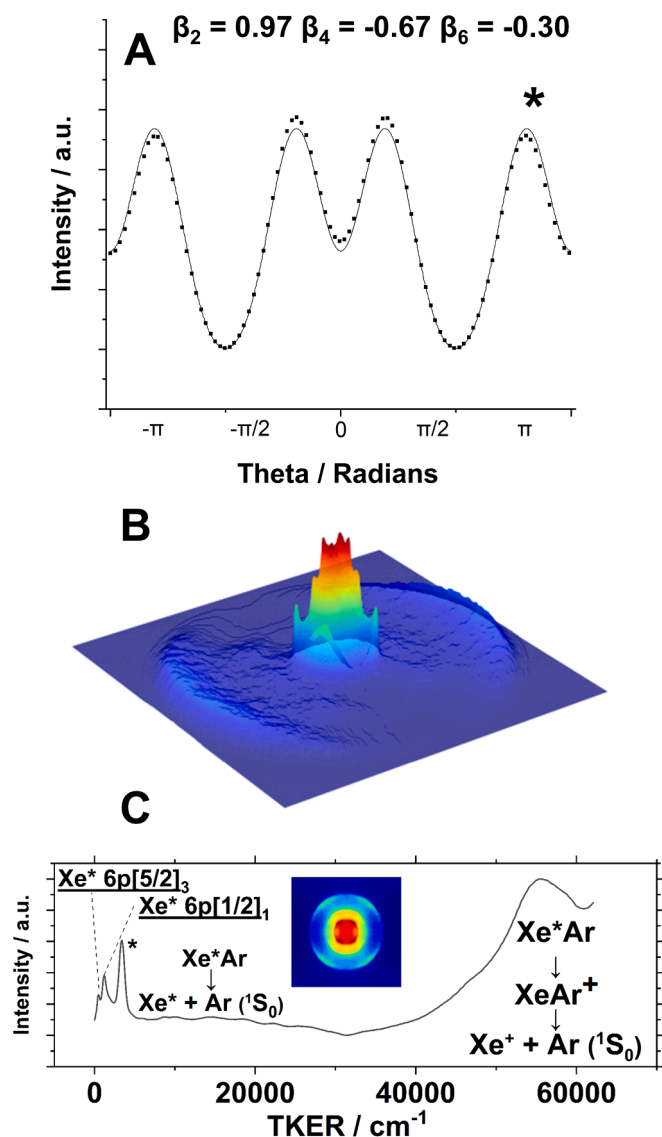 A
β₂ = 0.97 β₄ = -0.67 β₆ = -0.30
*
Intensity / a.u.
-π -π/2 0 π/2 π
Theta / Radians
B
C
Xe* 6p[5/2]₃
Xe* 6p[1/2]₁
*
Xe*Ar
↓
Xe* + Ar (¹S₀)
Xe*Ar
↓
XeAr⁺
↓
Xe⁺ + Ar (¹S₀)
Intensity / a.u.
0 20000 40000 60000
TKER / cm⁻¹